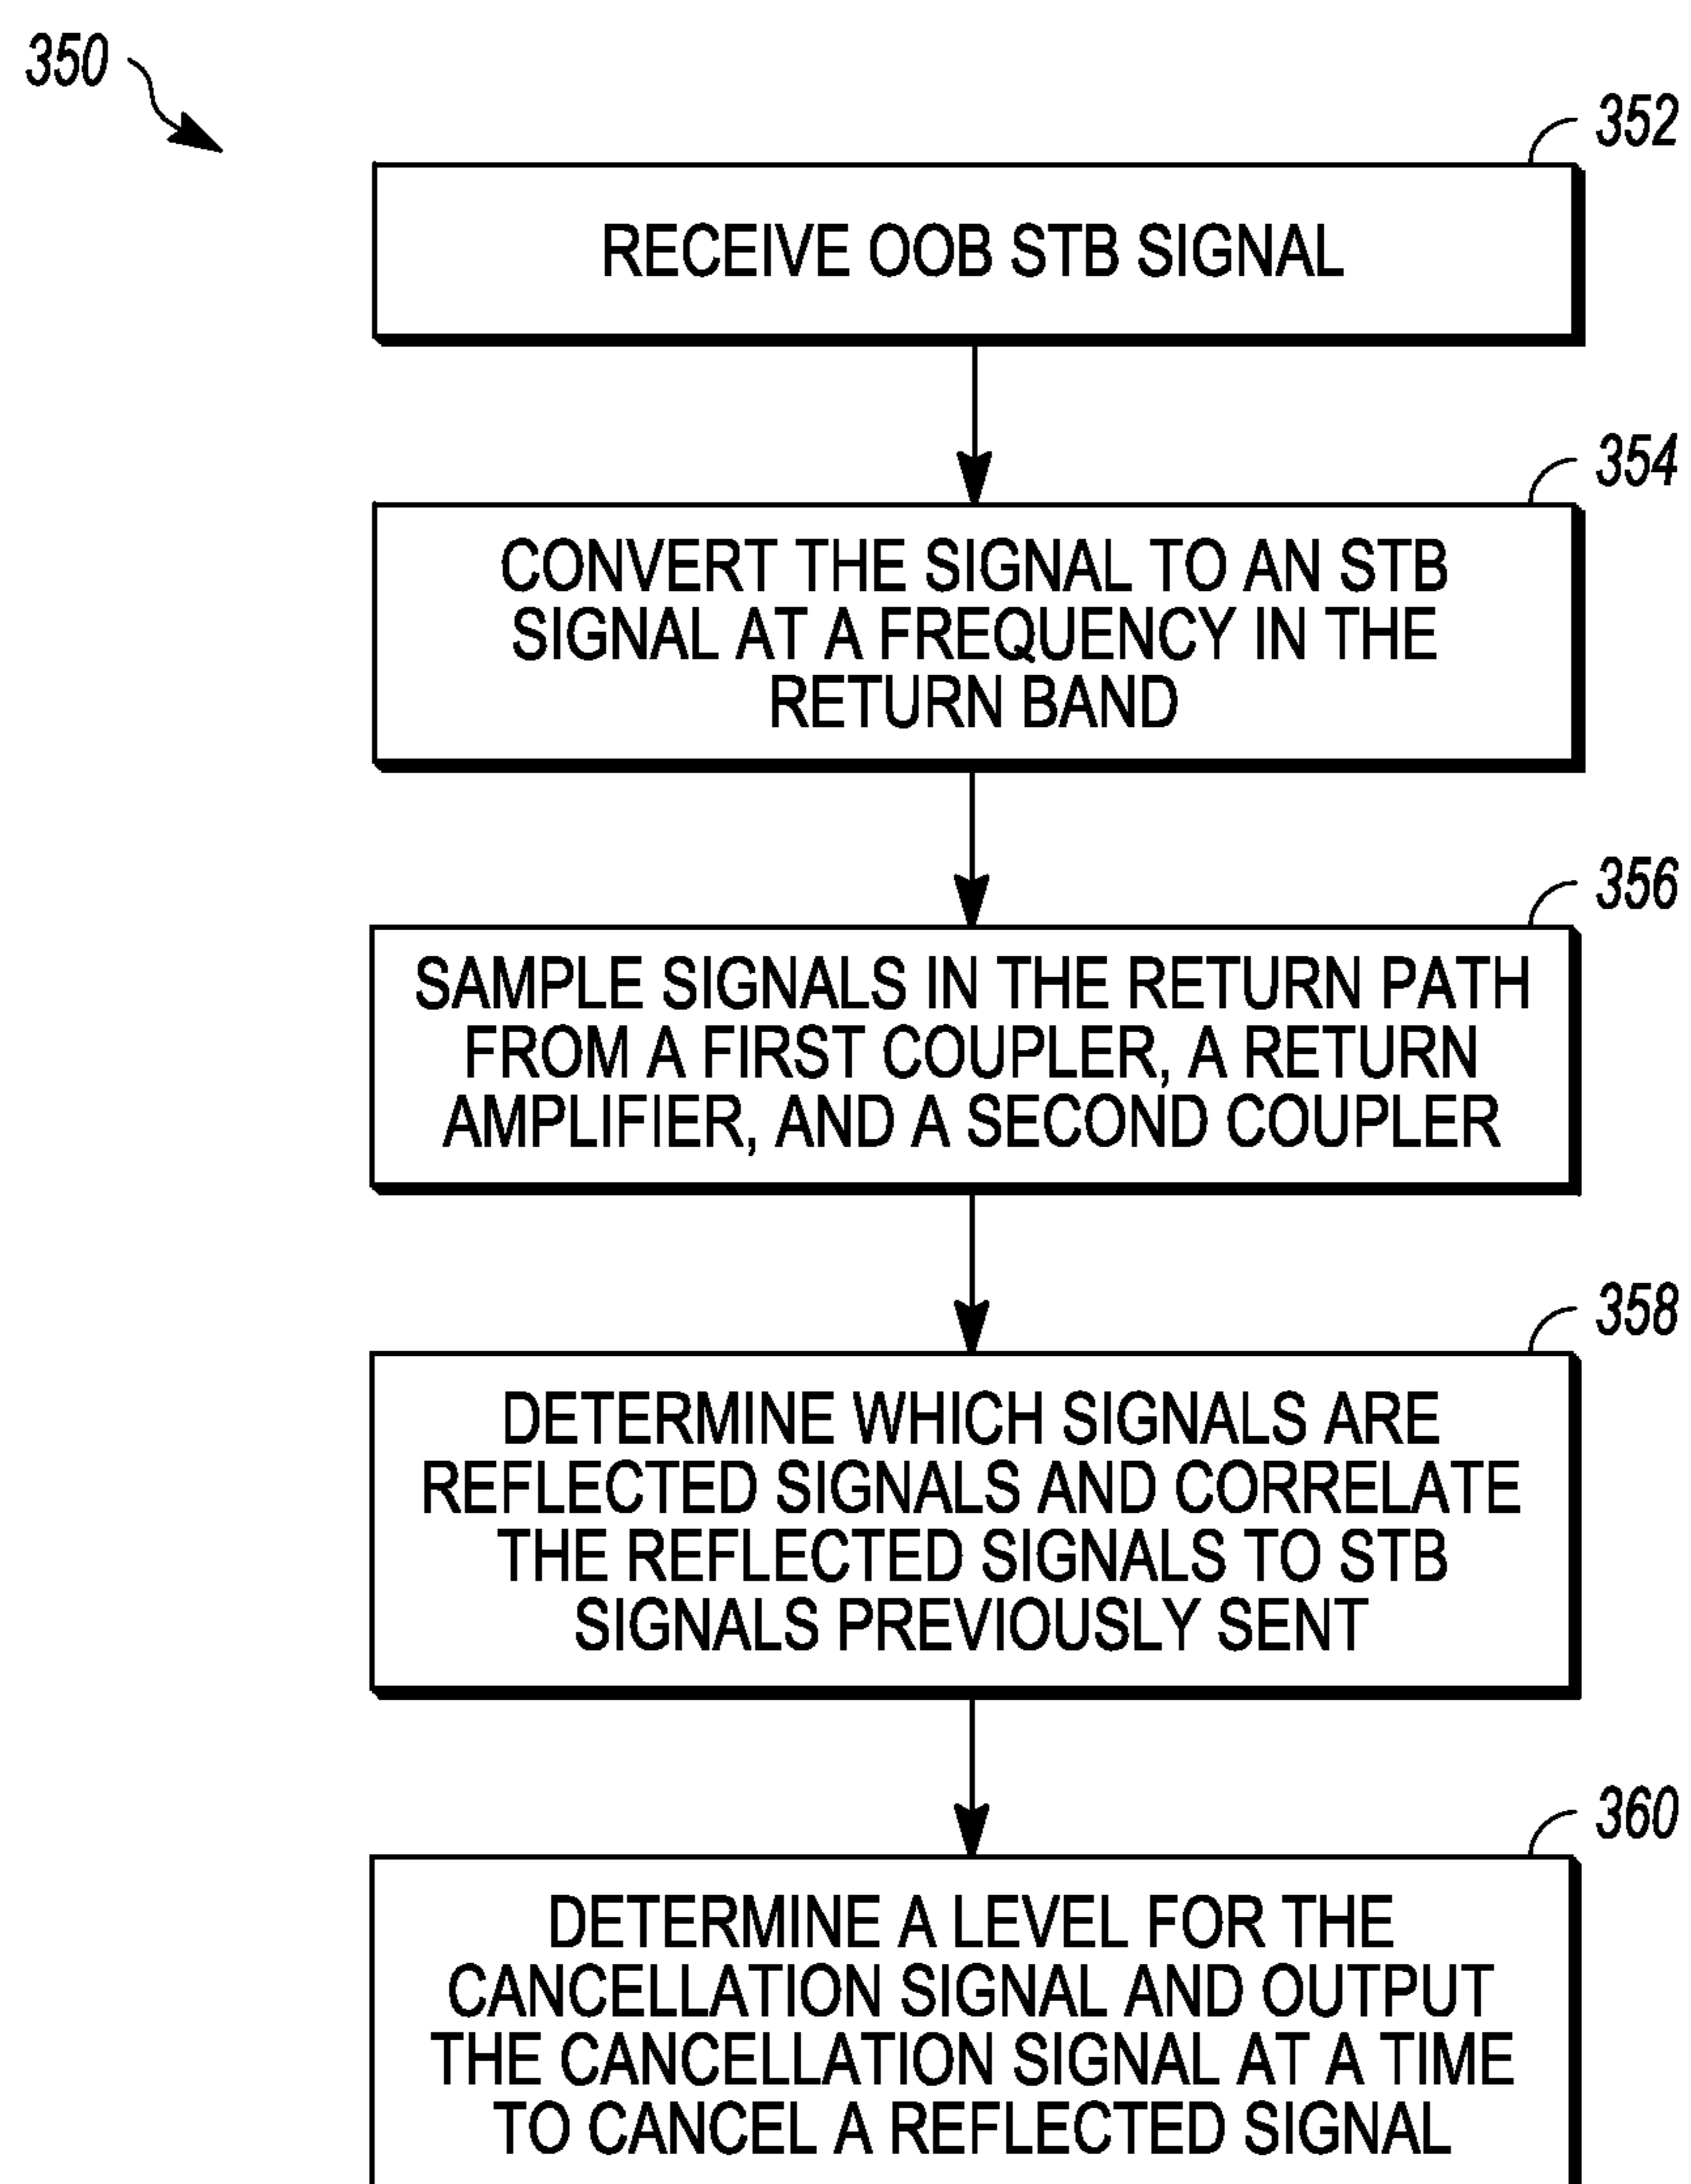 350
352
RECEIVE OOB STB SIGNAL
354
CONVERT THE SIGNAL TO AN STB
SIGNAL AT A FREQUENCY IN THE
RETURN BAND
356
SAMPLE SIGNALS IN THE RETURN PATH
FROM A FIRST COUPLER, A RETURN
AMPLIFIER, AND A SECOND COUPLER
358
DETERMINE WHICH SIGNALS ARE
REFLECTED SIGNALS AND CORRELATE
THE REFLECTED SIGNALS TO STB
SIGNALS PREVIOUSLY SENT
360
DETERMINE A LEVEL FOR THE
CANCELLATION SIGNAL AND OUTPUT
THE CANCELLATION SIGNAL AT A TIME
TO CANCEL A REFLECTED SIGNAL